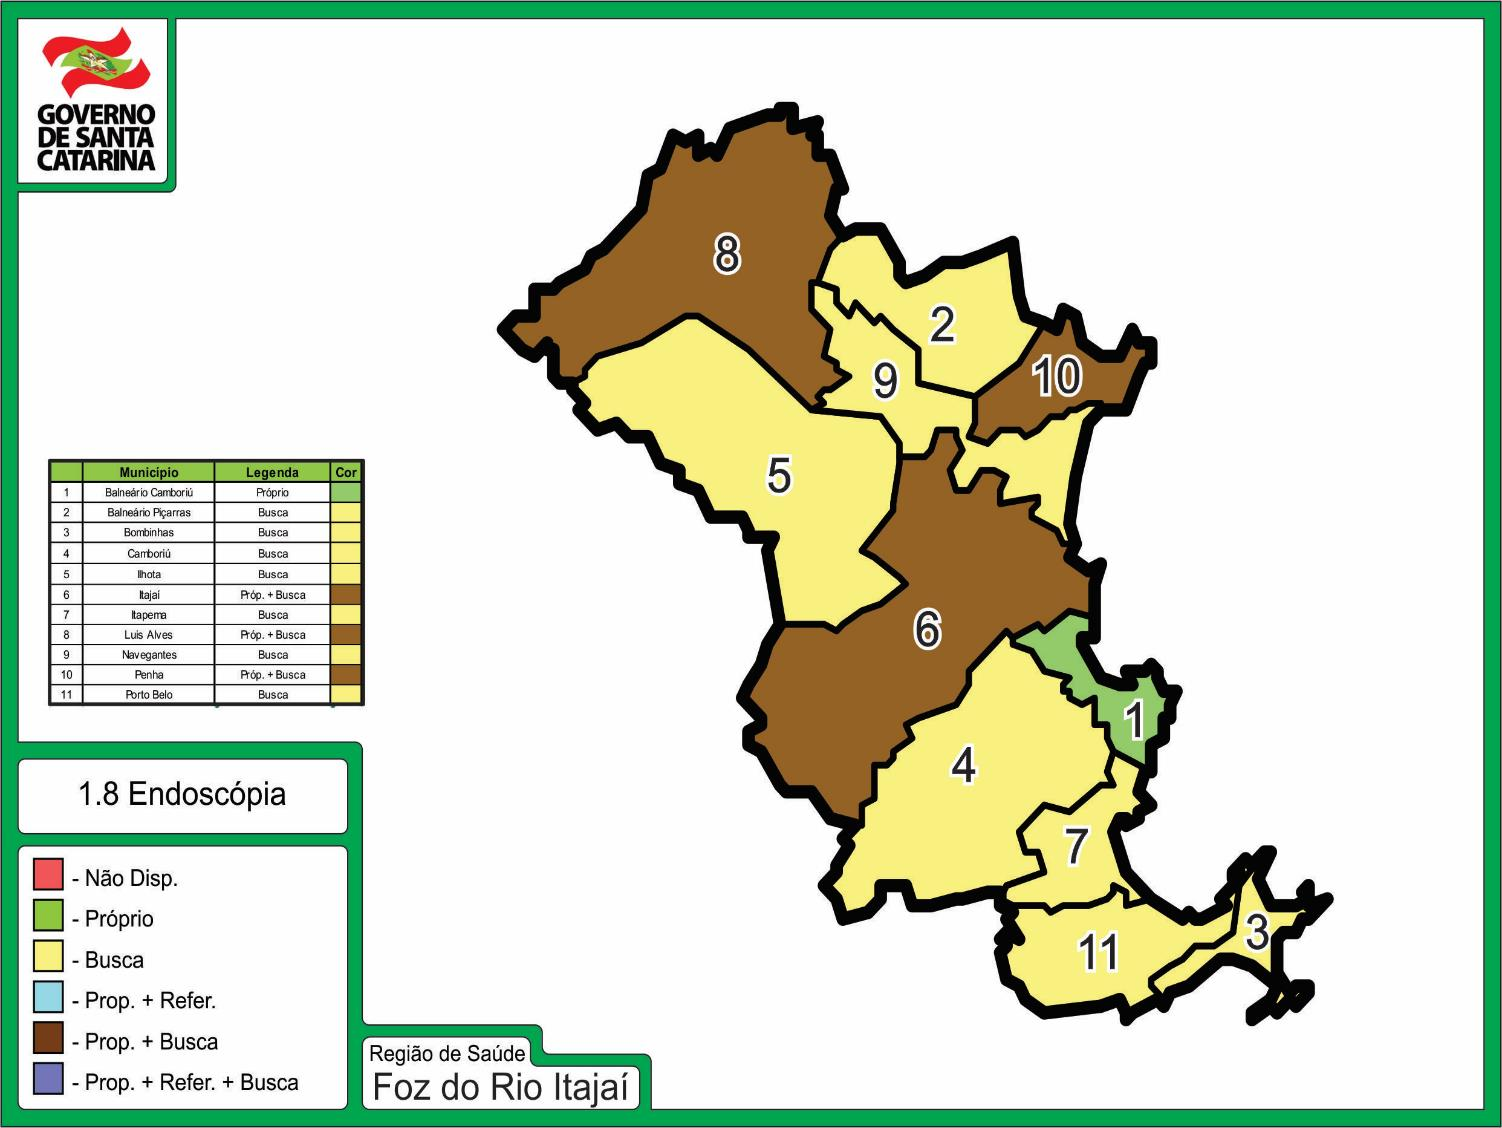 GOVERNO
DE SANTA
CATARINA
Município Legenda Cor
1 Balneário Camboriú Próprio
2 Balneário Piçarras Busca
3 Bombinhas Busca
4 Camboriú Busca
5 Ilhota Busca
6 Itajaí Próp. + Busca
7 Itapema Busca
8 Luis Alves Próp. + Busca
9 Navegantes Busca
10 Penha Próp. + Busca
11 Porto Belo Busca
8
2
10
9
5
6
1
4
7
3
11
1.8 Endoscópia
- Não Disp.
- Próprio
- Busca
- Prop. + Refer.
- Prop. + Busca
- Prop. + Refer. + Busca
Região de Saúde
Foz do Rio Itajaí